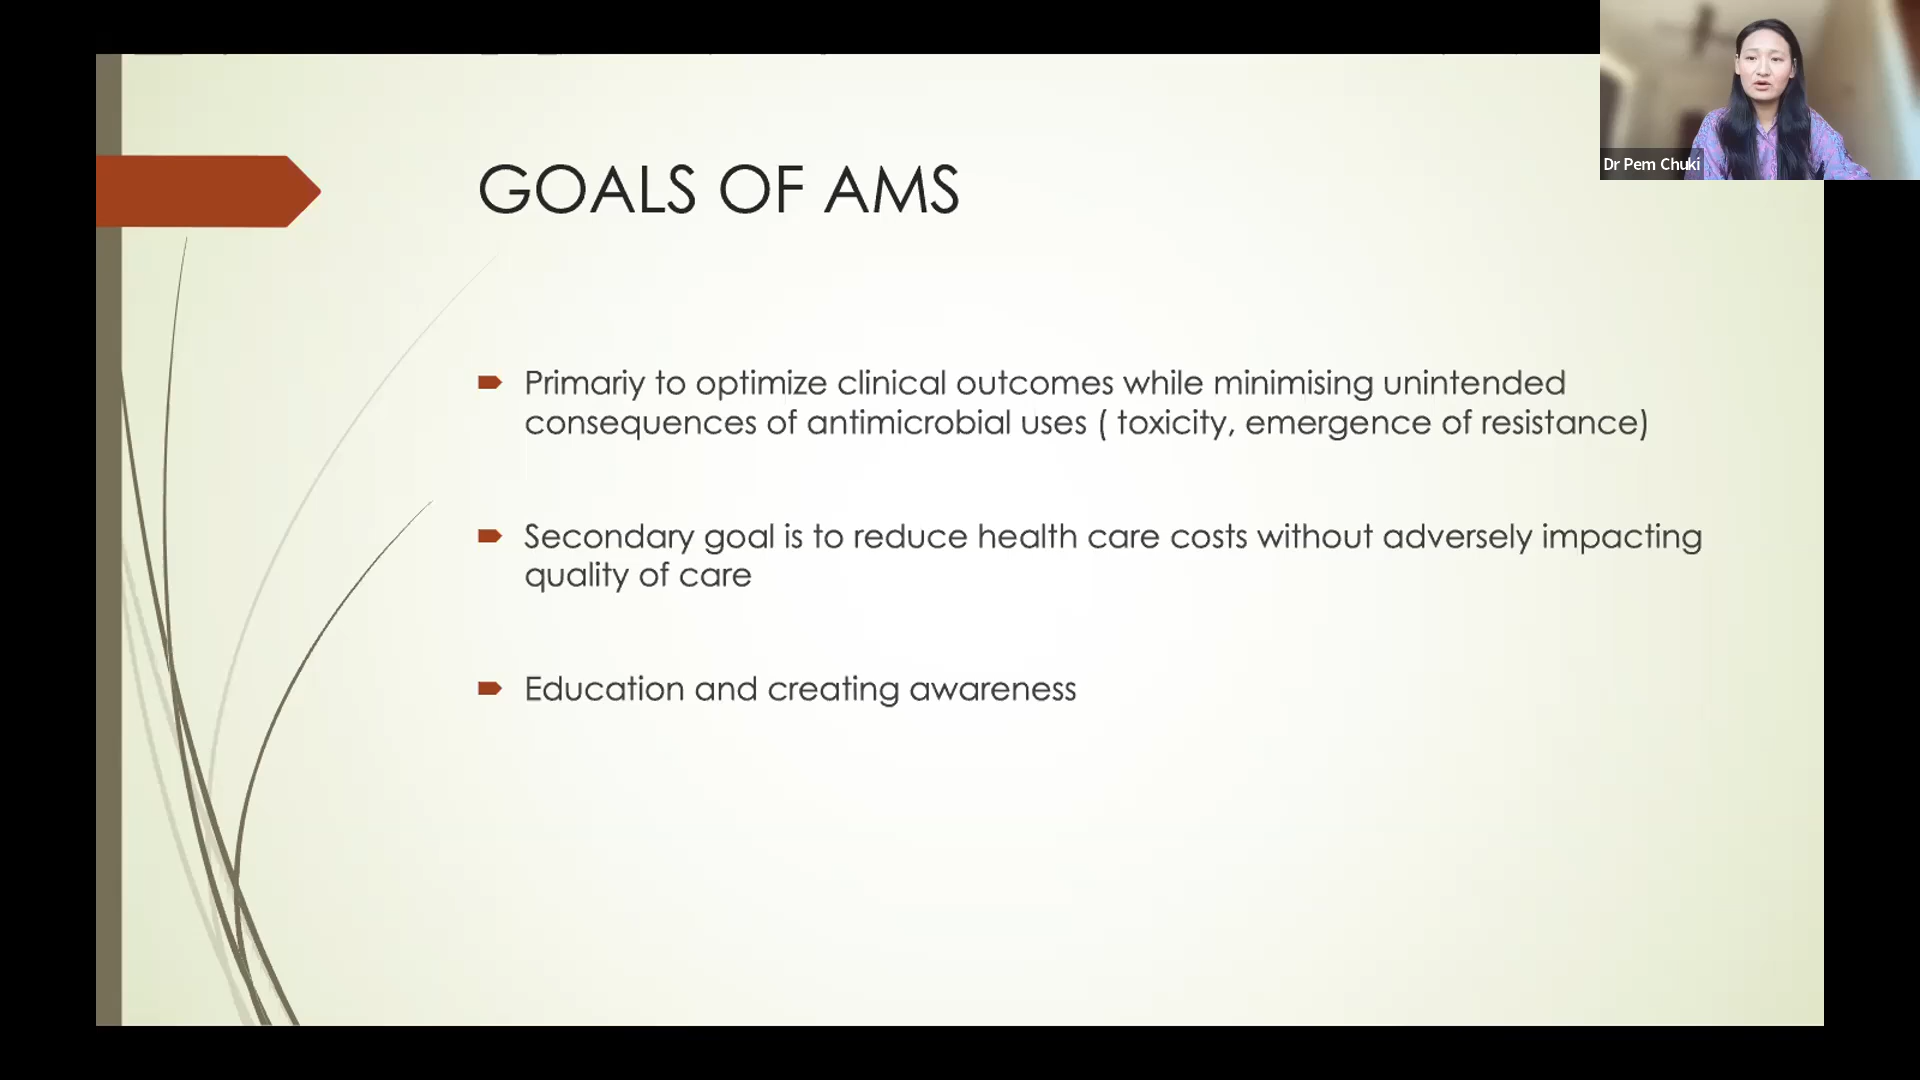 GOALS OF AMS
Dr Pem Chuki
Primariy to optimize clinical outcomes while minimising unintended
consequences of antimicrobial uses ( toxicity, emergence of resistance)
Secondary goal is to reduce health care costs without adversely impacting
quality of care
Education and creating awareness